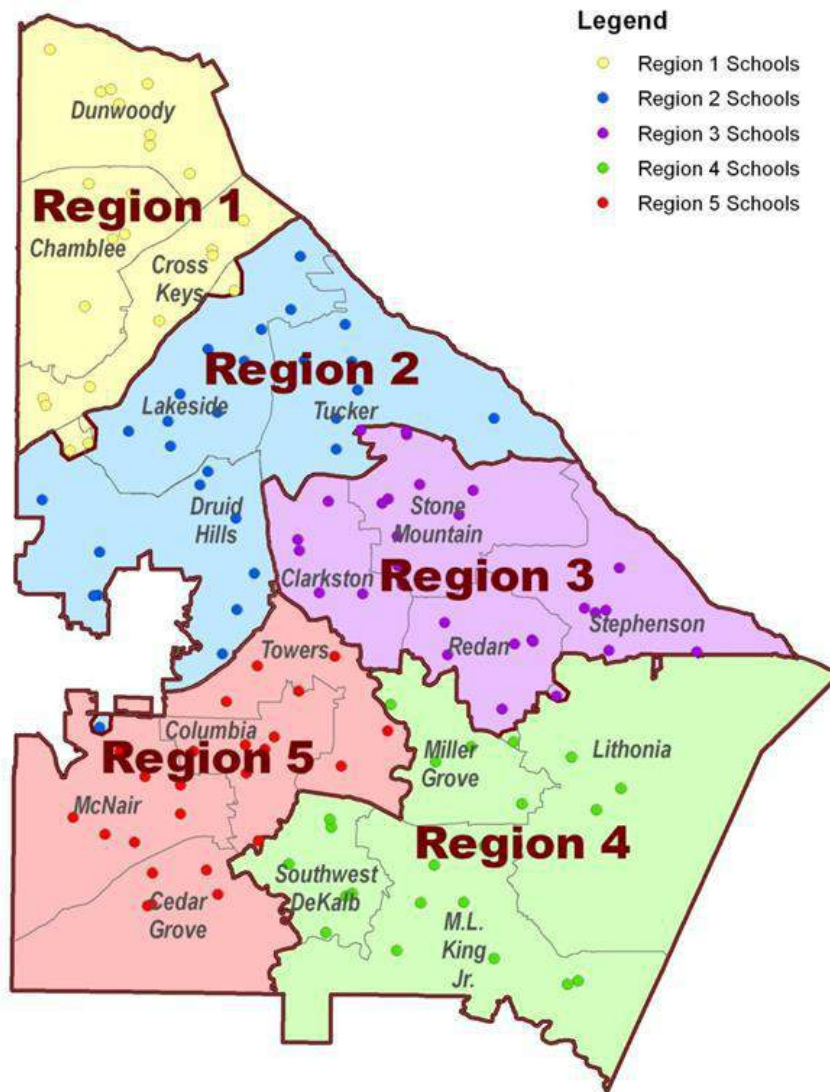 Legend
Region 1 Schools
Region 2 Schools
Region 3 Schools
Region 4 Schools
Region 5 Schools
Dunwoody
Region 1
Chamblee
Cross
Keys
Region 2
Lakeside
Tucker
Druid
Hills
Stone
Mountain
Clarkston
Region 3
Redan
Stephenson
Towers
Columbia
Region 5
McNair
Cedar
Grove
Miller
Grove
Lithonia
Region 4
Southwest
DeKalb
M.L.
King
Jr.